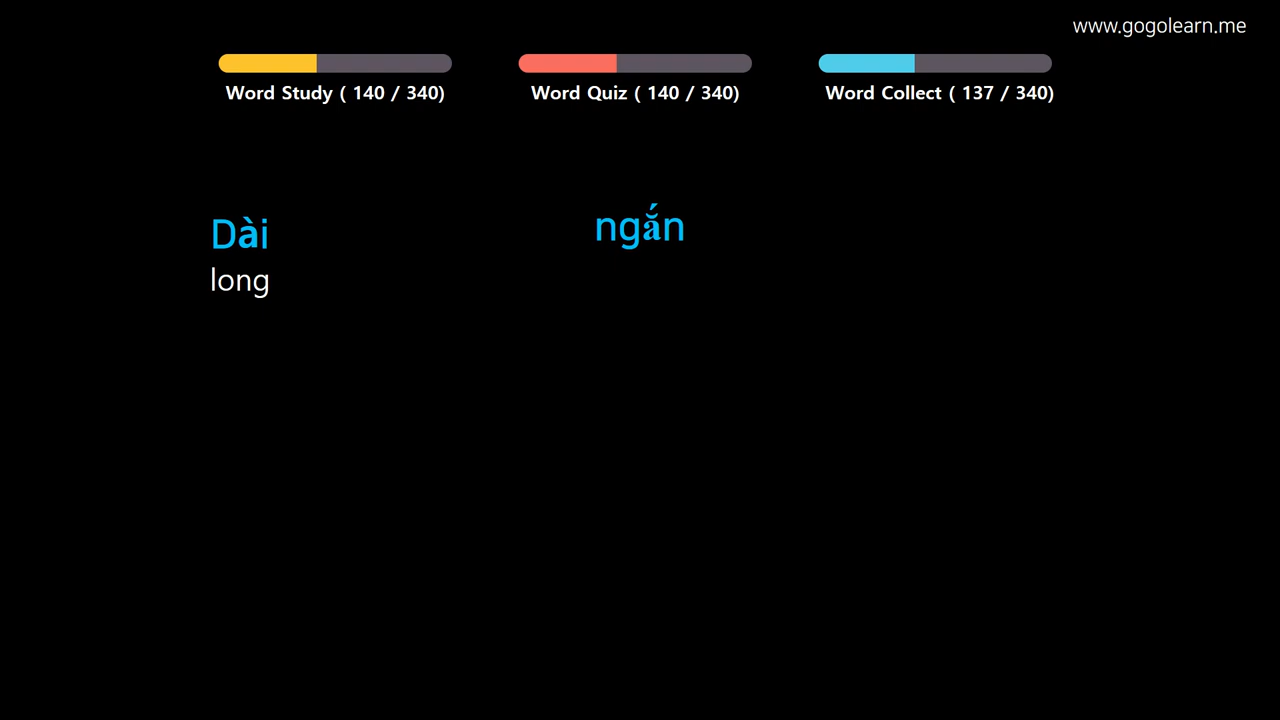 www.gogolearn.me
Word Study ( 140 / 340)
Word Quiz ( 140 / 340)
Word Collect ( 137 / 340)
Dài
long
ngắn